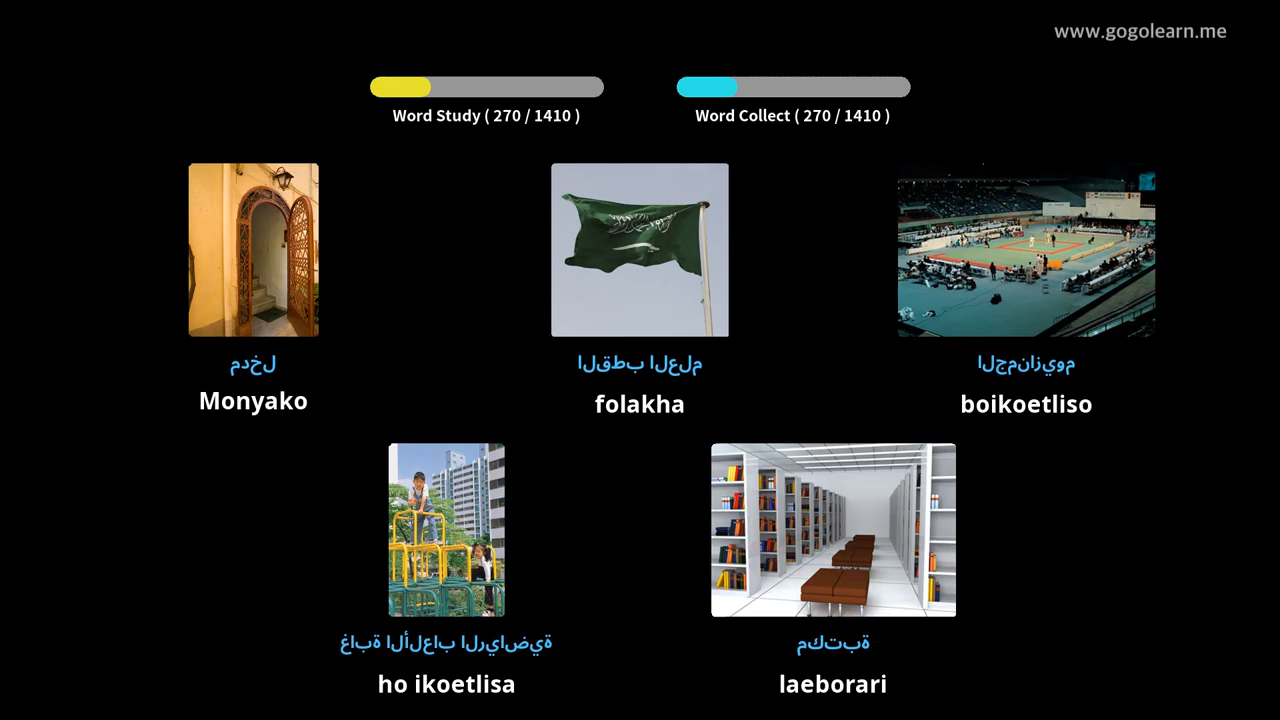 www.gogolearn.me
Word Study ( 270 / 1410 )
Word Collect ( 270 / 1410 )
مدخل
Monyako
القطب العلم
folakha
الجمنازيوم
boikoetliso
غابة الألعاب الرياضية
ho ikoetlisa
مكتبة
laeborari